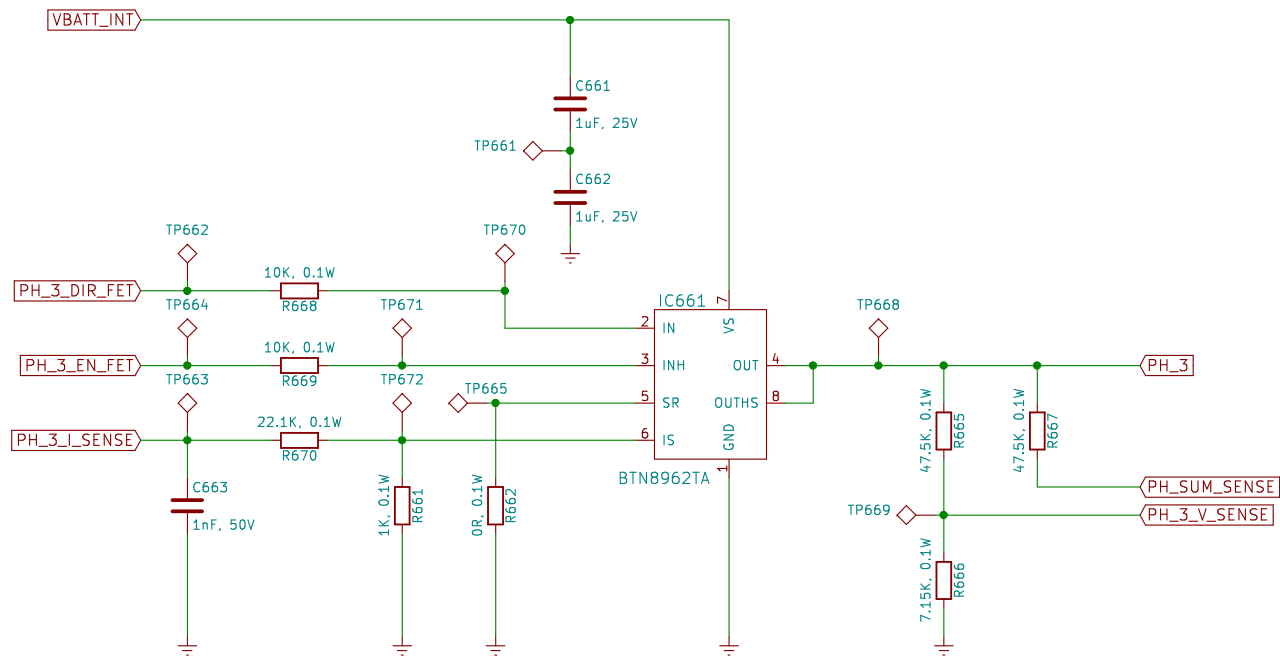 VBATT_INT
C661
1uF, 25V
TP661
C662
1uF, 25V
TP662
TP670
10K, 0.1W
PH_3_DIR_FET
R668
TP664
TP671
IC661
7
VS
TP668
2
IN
10K, 0.1W
PH_3_EN_FET
R669
3
INH
OUT
4
PH_3
TP663
TP672
TP665
5
SR
OUTHS
8
22.1K, 0.1W
PH_3_I_SENSE
R670
6
IS
GND
1
BTN8962TA
47.5K, 0.1W
R665
47.5K, 0.1W
R667
C663
1nF, 50V
1K, 0.1W
R661
0R, 0.1W
R662
PH_SUM_SENSE
TP669
PH_3_V_SENSE
7.15K, 0.1W
R666